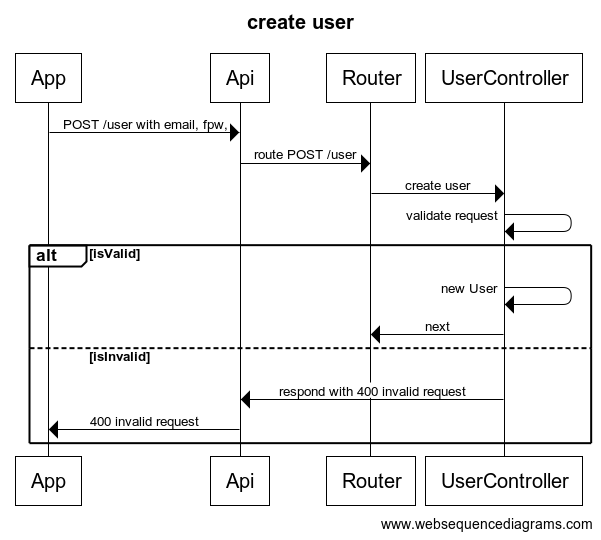 create user
App
Api
Router
UserController
POST /user with email, fpw,
route POST /user
create user
validate request
alt
[isValid]
new User
next
[isInvalid]
respond with 400 invalid request
400 invalid request
App
Api
Router
UserController
www.websequencediagrams.com